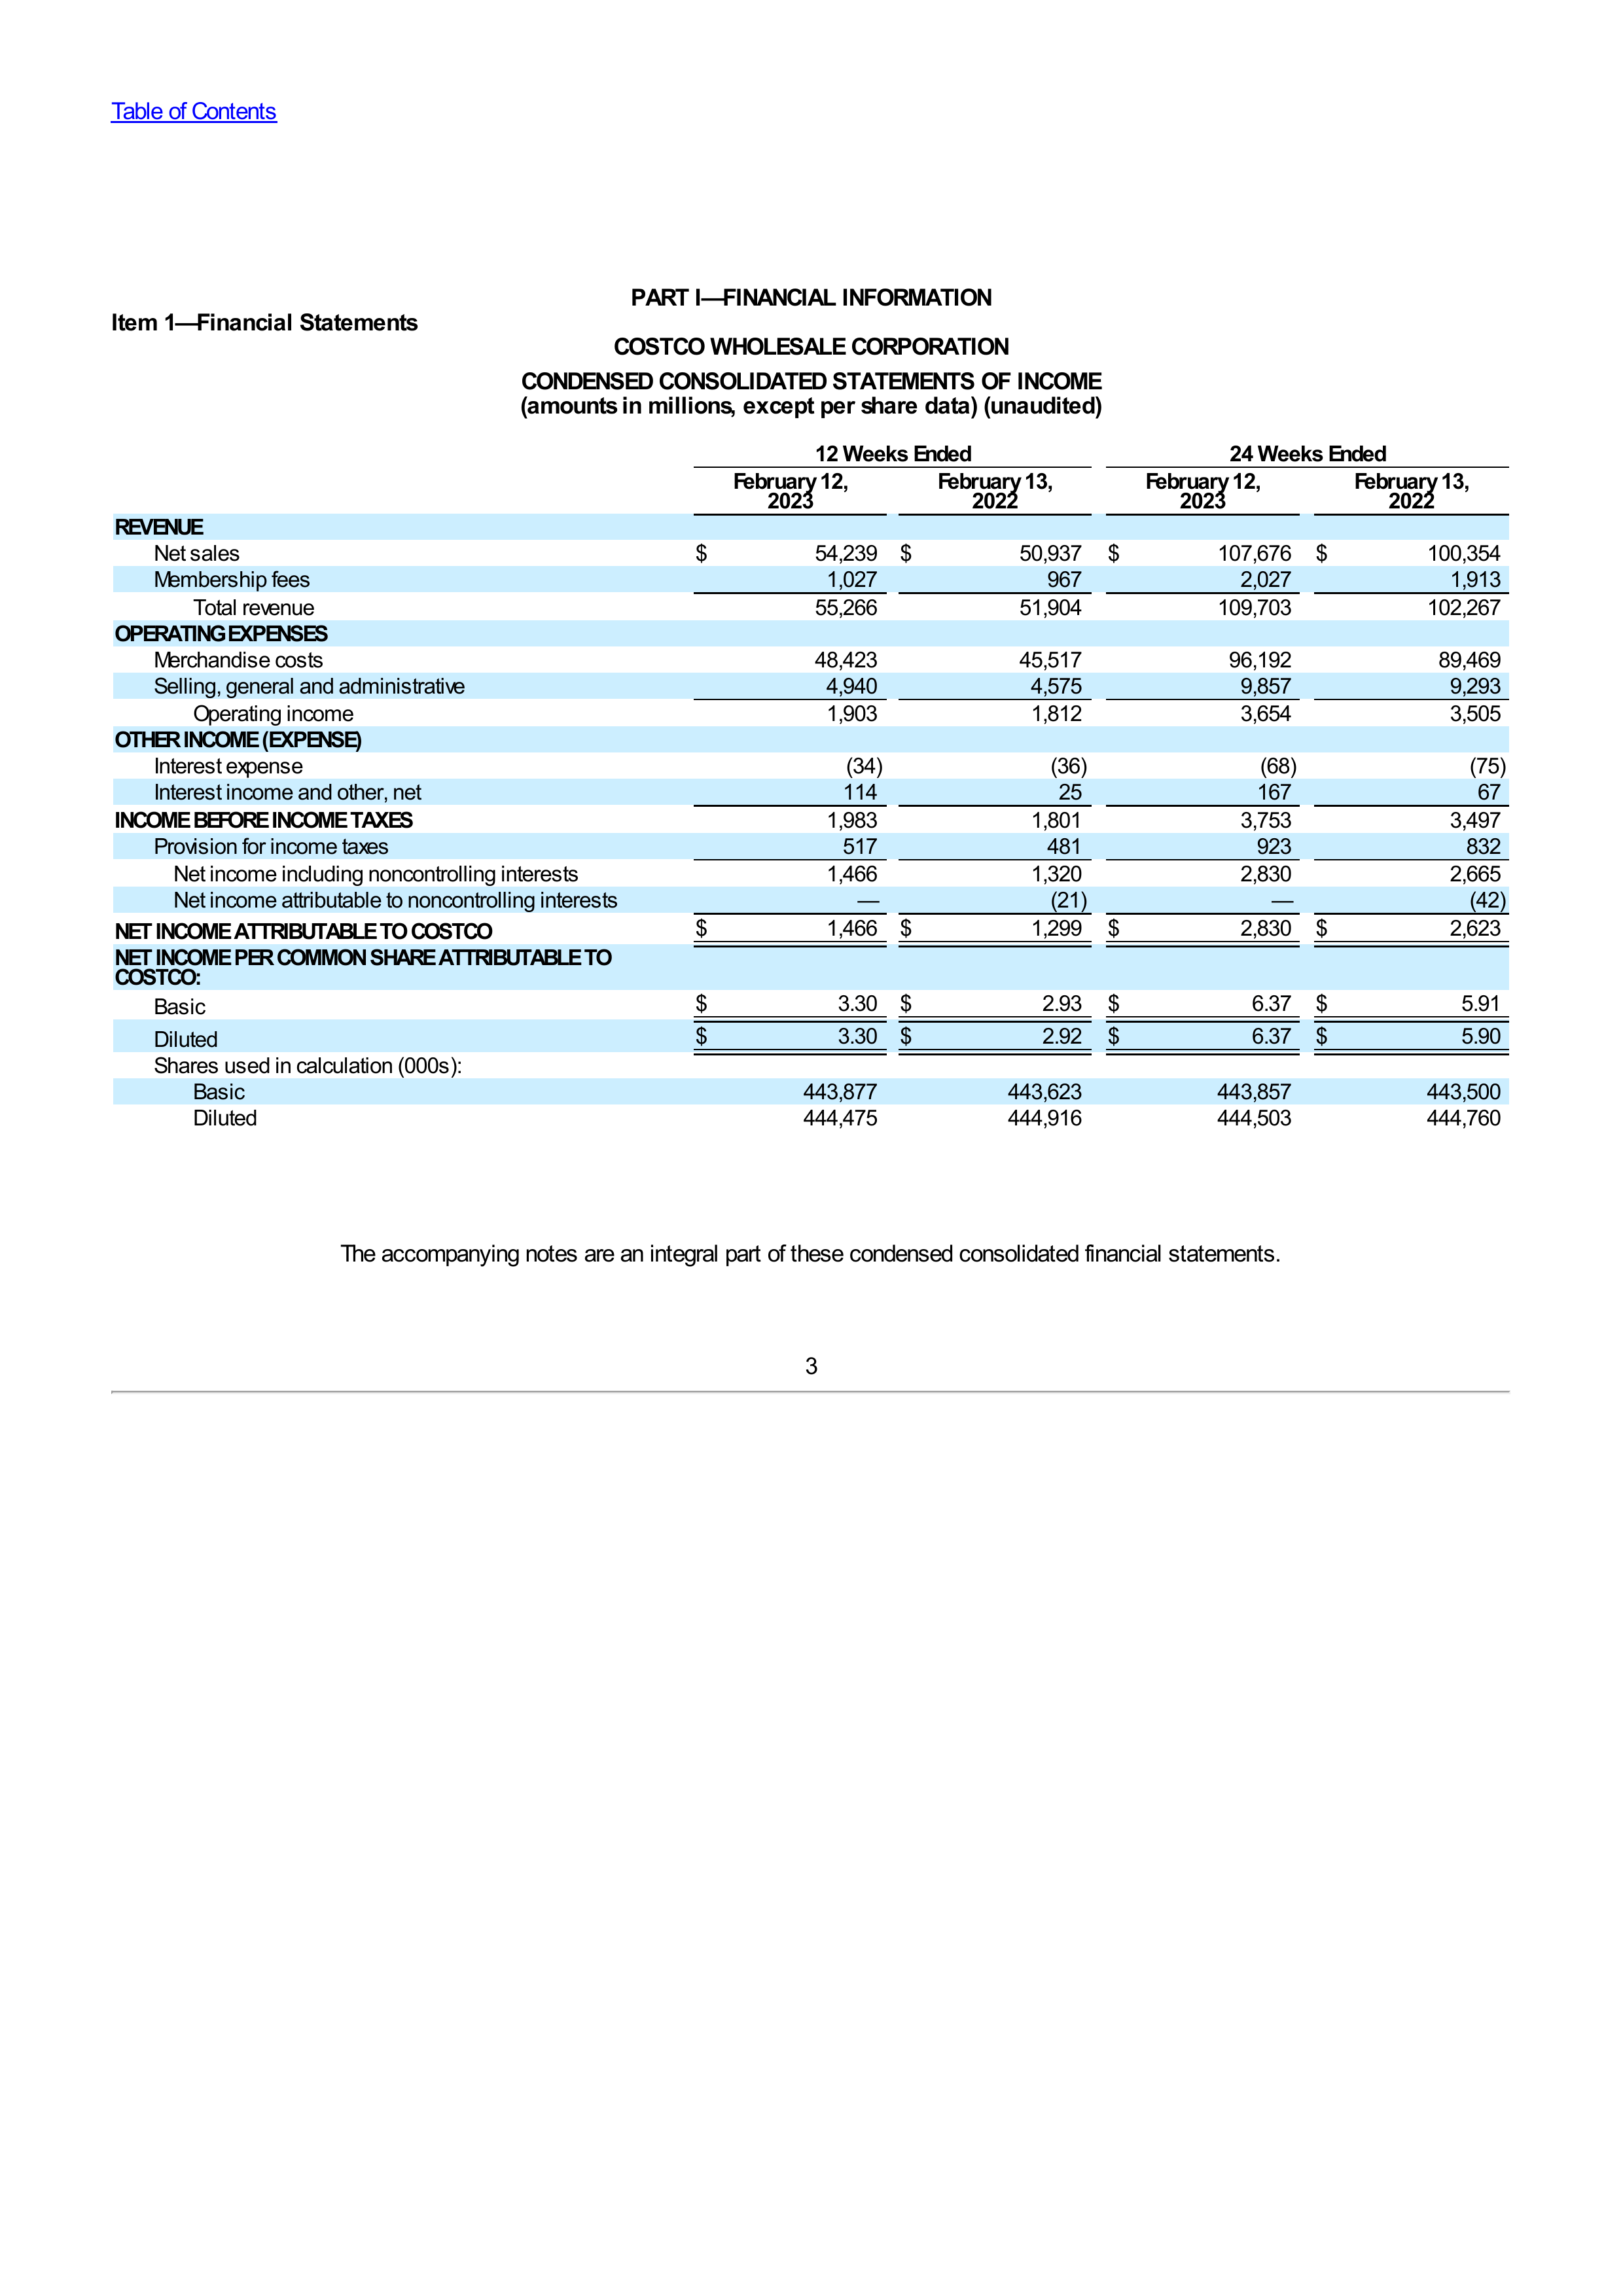 Table of Contents
PART I—FINANCIAL INFORMATION
Item 1—Financial Statements
COSTCO WHOLESALE CORPORATION
CONDENSED CONSOLIDATED STATEMENTS OF INCOME
(amounts in millions, except per share data) (unaudited)
12 Weeks Ended 24 Weeks Ended
February 12, February 13, February 12, February 13,
2023 2022 2023 2022
REVENUE
Net sales $ 54,239 $ 50,937 $ 107,676 $ 100,354
Membership fees 1,027 967 2,027 1,913
Total revenue 55,266 51,904 109,703 102,267
OPERATING EXPENSES
Merchandise costs 48,423 45,517 96,192 89,469
Selling, general and administrative 4,940 4,575 9,857 9,293
Operating income 1,903 1,812 3,654 3,505
OTHER INCOME (EXPENSE)
Interest expense (34) (36) (68) (75)
Interest income and other, net 114 25 167 67
INCOME BEFORE INCOME TAXES 1,983 1,801 3,753 3,497
Provision for income taxes 517 481 923 832
Net income including noncontrolling interests 1,466 1,320 2,830 2,665
Net income attributable to noncontrolling interests — (21) — (42)
NET INCOME ATTRIBUTABLE TO COSTCO $ 1,466 $ 1,299 $ 2,830 $ 2,623
NET INCOME PER COMMON SHARE ATTRIBUTABLE TO
COSTCO:
Basic $ 3.30 $ 2.93 $ 6.37 $ 5.91
Diluted $ 3.30 $ 2.92 $ 6.37 $ 5.90
Shares used in calculation (000s):
Basic 443,877 443,623 443,857 443,500
Diluted 444,475 444,916 444,503 444,760
The accompanying notes are an integral part of these condensed consolidated financial statements.
3